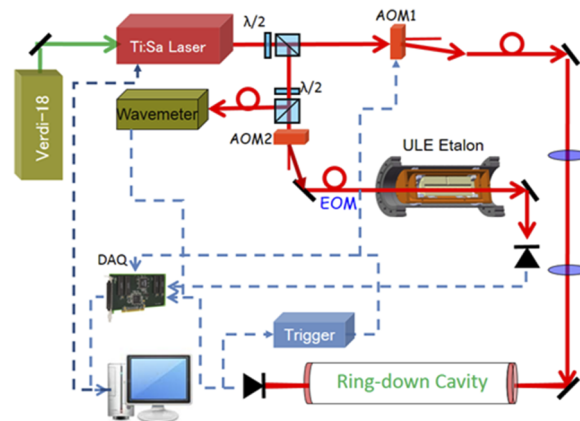 λ/2
AOM1
Ti:Sa Laser
Verdi-18
λ/2
Wavemeter
AOM2
ULE Etalon
EOM
DAQ
Trigger
Ring-down Cavity